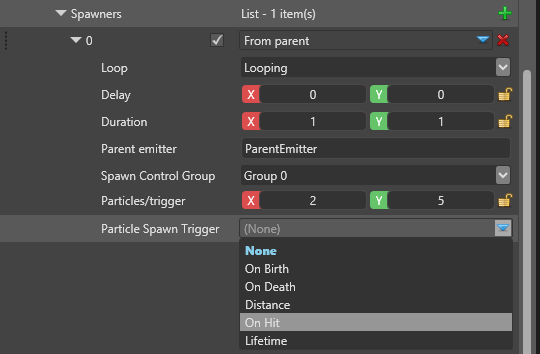 Spawners List - 1 item(s)
0 From parent
Loop Looping
Delay X 0 Y 0
Duration X 1 Y 1
Parent emitter ParentEmitter
Spawn Control Group Group 0
Particles/trigger X 2 Y 5
Particle Spawn Trigger (None)
None
On Birth
On Death
Distance
On Hit
Lifetime